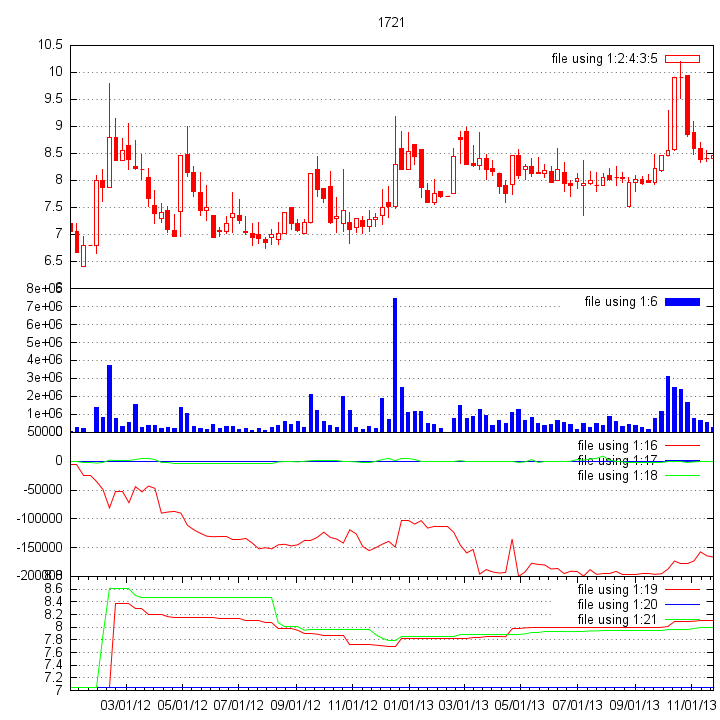 1721
10.5
file using 1:2:4:3:5
10
9.5
9
8.5
8
7.5
7
6.5
8e+06
file using 1:6
7e+06
6e+06
5e+06
4e+06
3e+06
2e+06
1e+06
50000
file using 1:16
0
file using 1:17
file using 1:18
-50000
-100000
-150000
-200000
8.6
file using 1:19
8.4
file using 1:20
8.2
file using 1:21
8
7.8
7.6
7.4
7.2
7
03/01/12 05/01/12 07/01/12 09/01/12 11/01/12 01/01/13 03/01/13 05/01/13 07/01/13 09/01/13 11/01/13